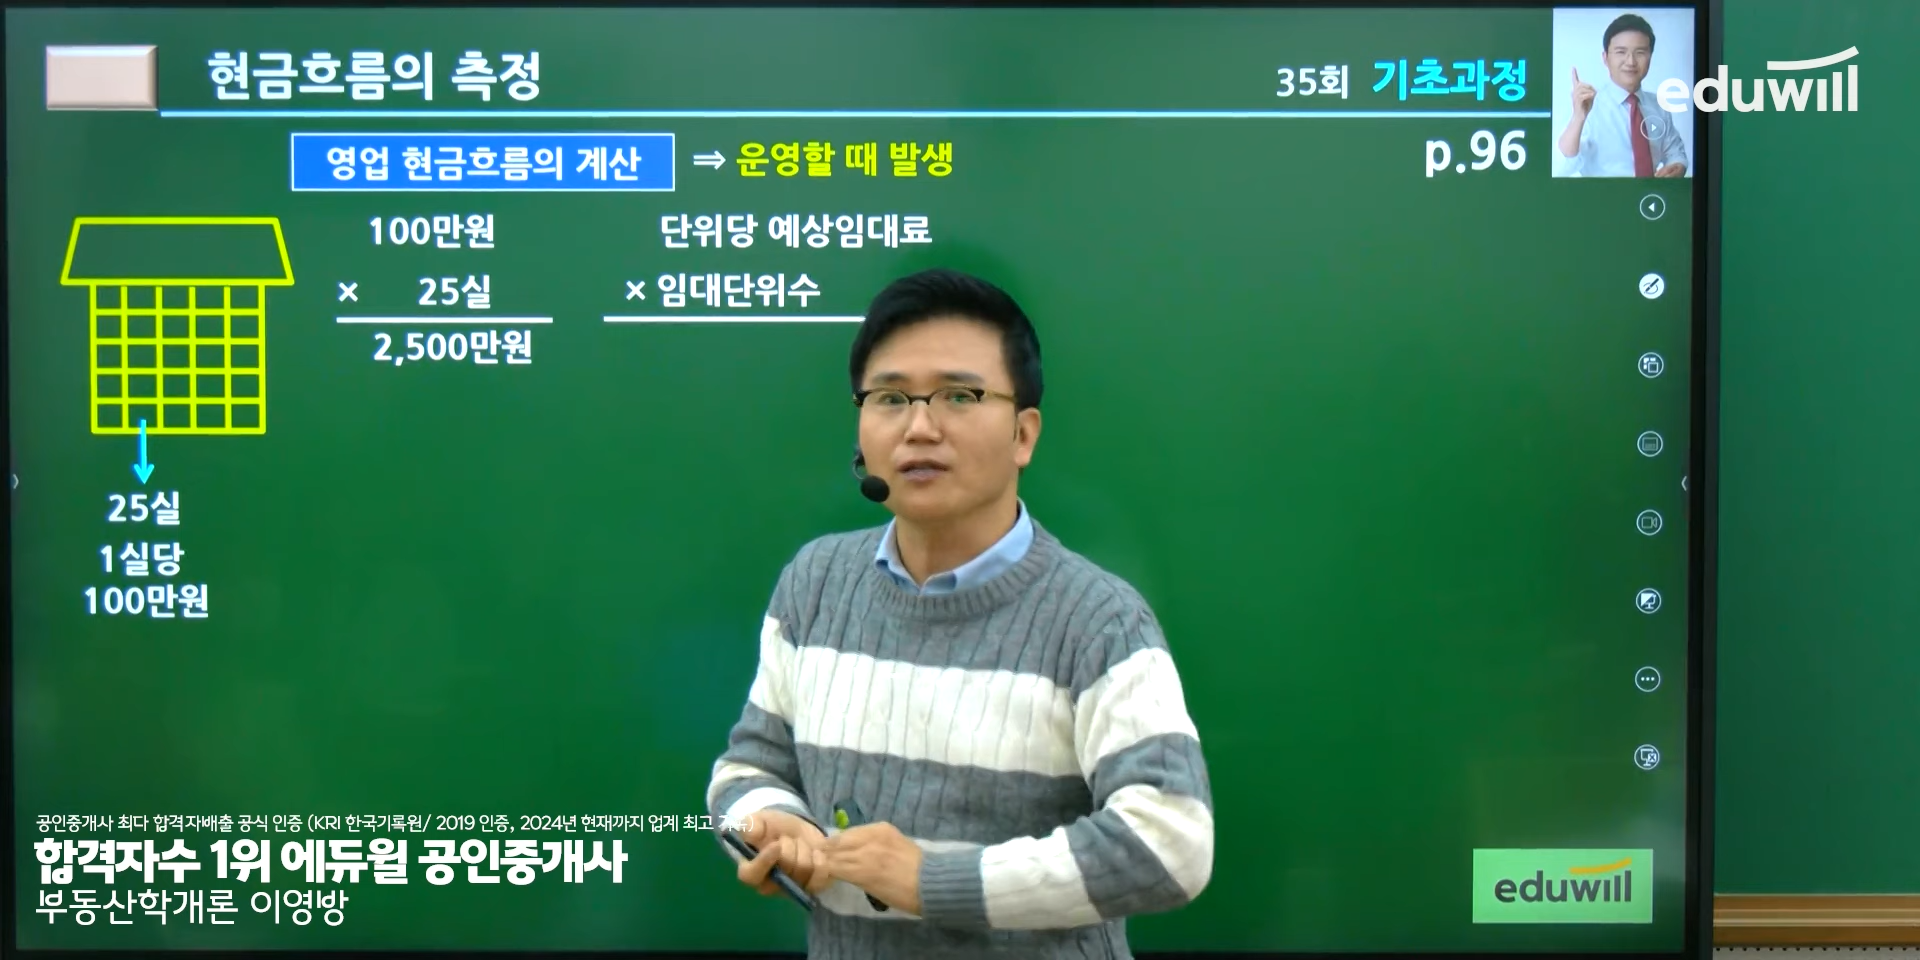 현금흐름의 측정
35회 기초과정
eduwill
영업 현금흐름의 계산 ⇒ 운영할 때 발생
p.96
100만원
× 25실
2,500만원
단위당 예상임대료
× 임대단위수
25실
1실당
100만원
공인중개사 최다 합격자배출 공식 인증 (KRI 한국기록원/ 2019 인증, 2024년 현재까지 업계 최고
합격자수 1위 에듀윌 공인중개사
부동산학개론 이영방
eduwill